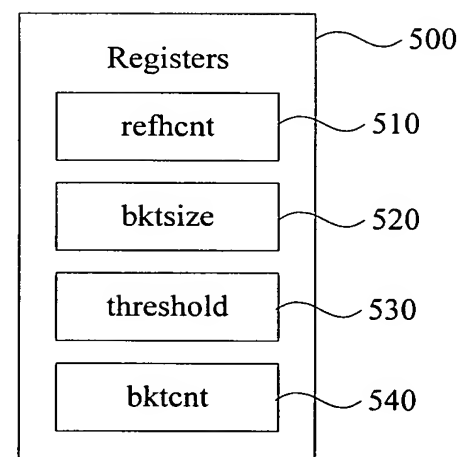 500
Registers
refhcnt 510
bktsize 520
threshold 530
bktcnt 540